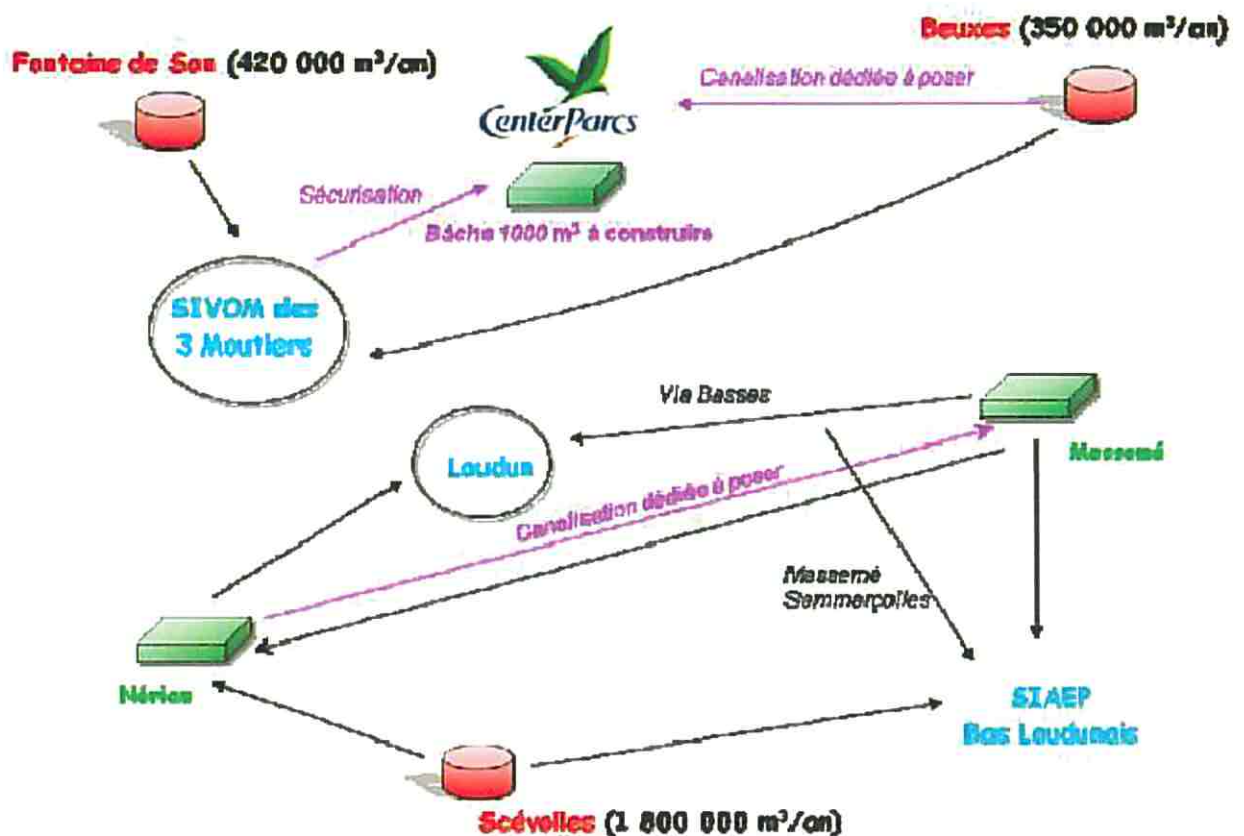 Beuxes (350 000 m³/an)
Fontaine de Son (420 000 m³/an)
Canalisation dédiée à poser
CenterParcs
Sécurisation
Bâche 1000 m³ à construire
SIVOM des
3 Moutiers
Via Basses
Massemé
Loudun
Canalisation dédiée à poser
Massemé
Sammarçolles
Nérieu
SIAEP
Bas Loudunais
Scévolles (1 800 000 m³/an)